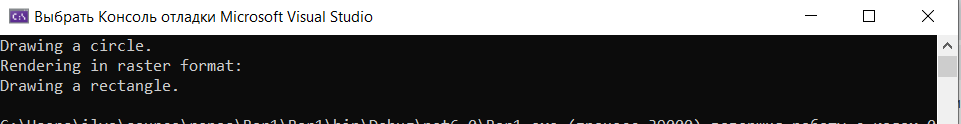 Выбрать Консоль отладки Microsoft Visual Studio
Drawing a circle.
Rendering in raster format:
Drawing a rectangle.